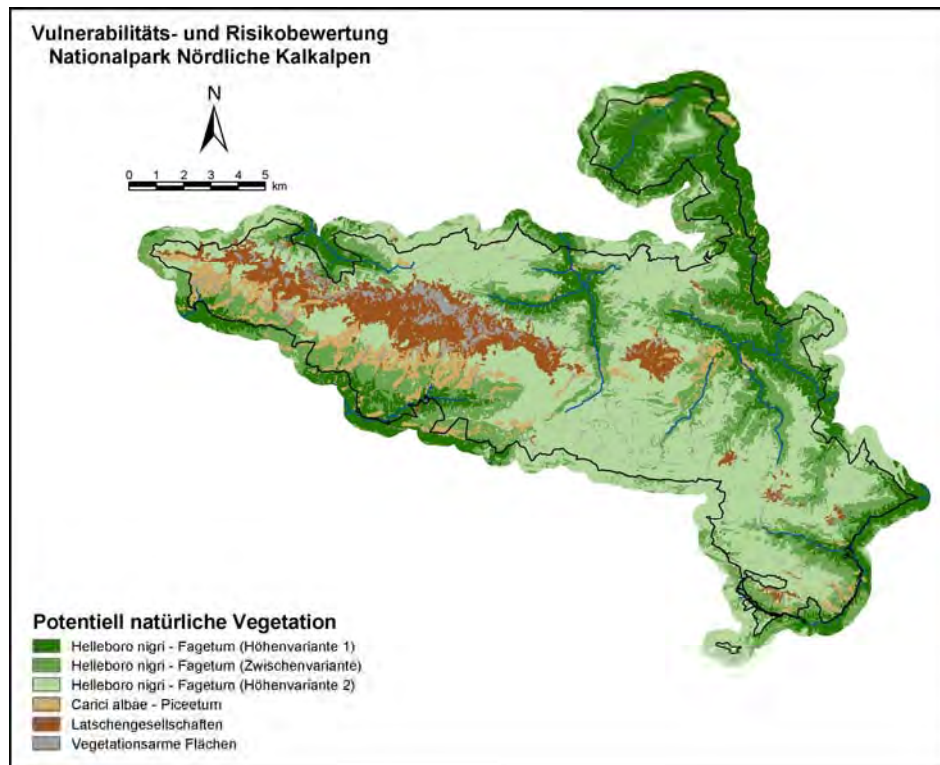 Vulnerabilitäts- und Risikobewertung
Nationalpark Nördliche Kalkalpen
N
0 1 2 3 4 5
km
Potentiell natürliche Vegetation
Helleboro nigri - Fagetum (Höhenvariante 1)
Helleboro nigri - Fagetum (Zwischenvariante)
Helleboro nigri - Fagetum (Höhenvariante 2)
Carici albae - Piceetum
Latschengesellschaften
Vegetationsarme Flächen